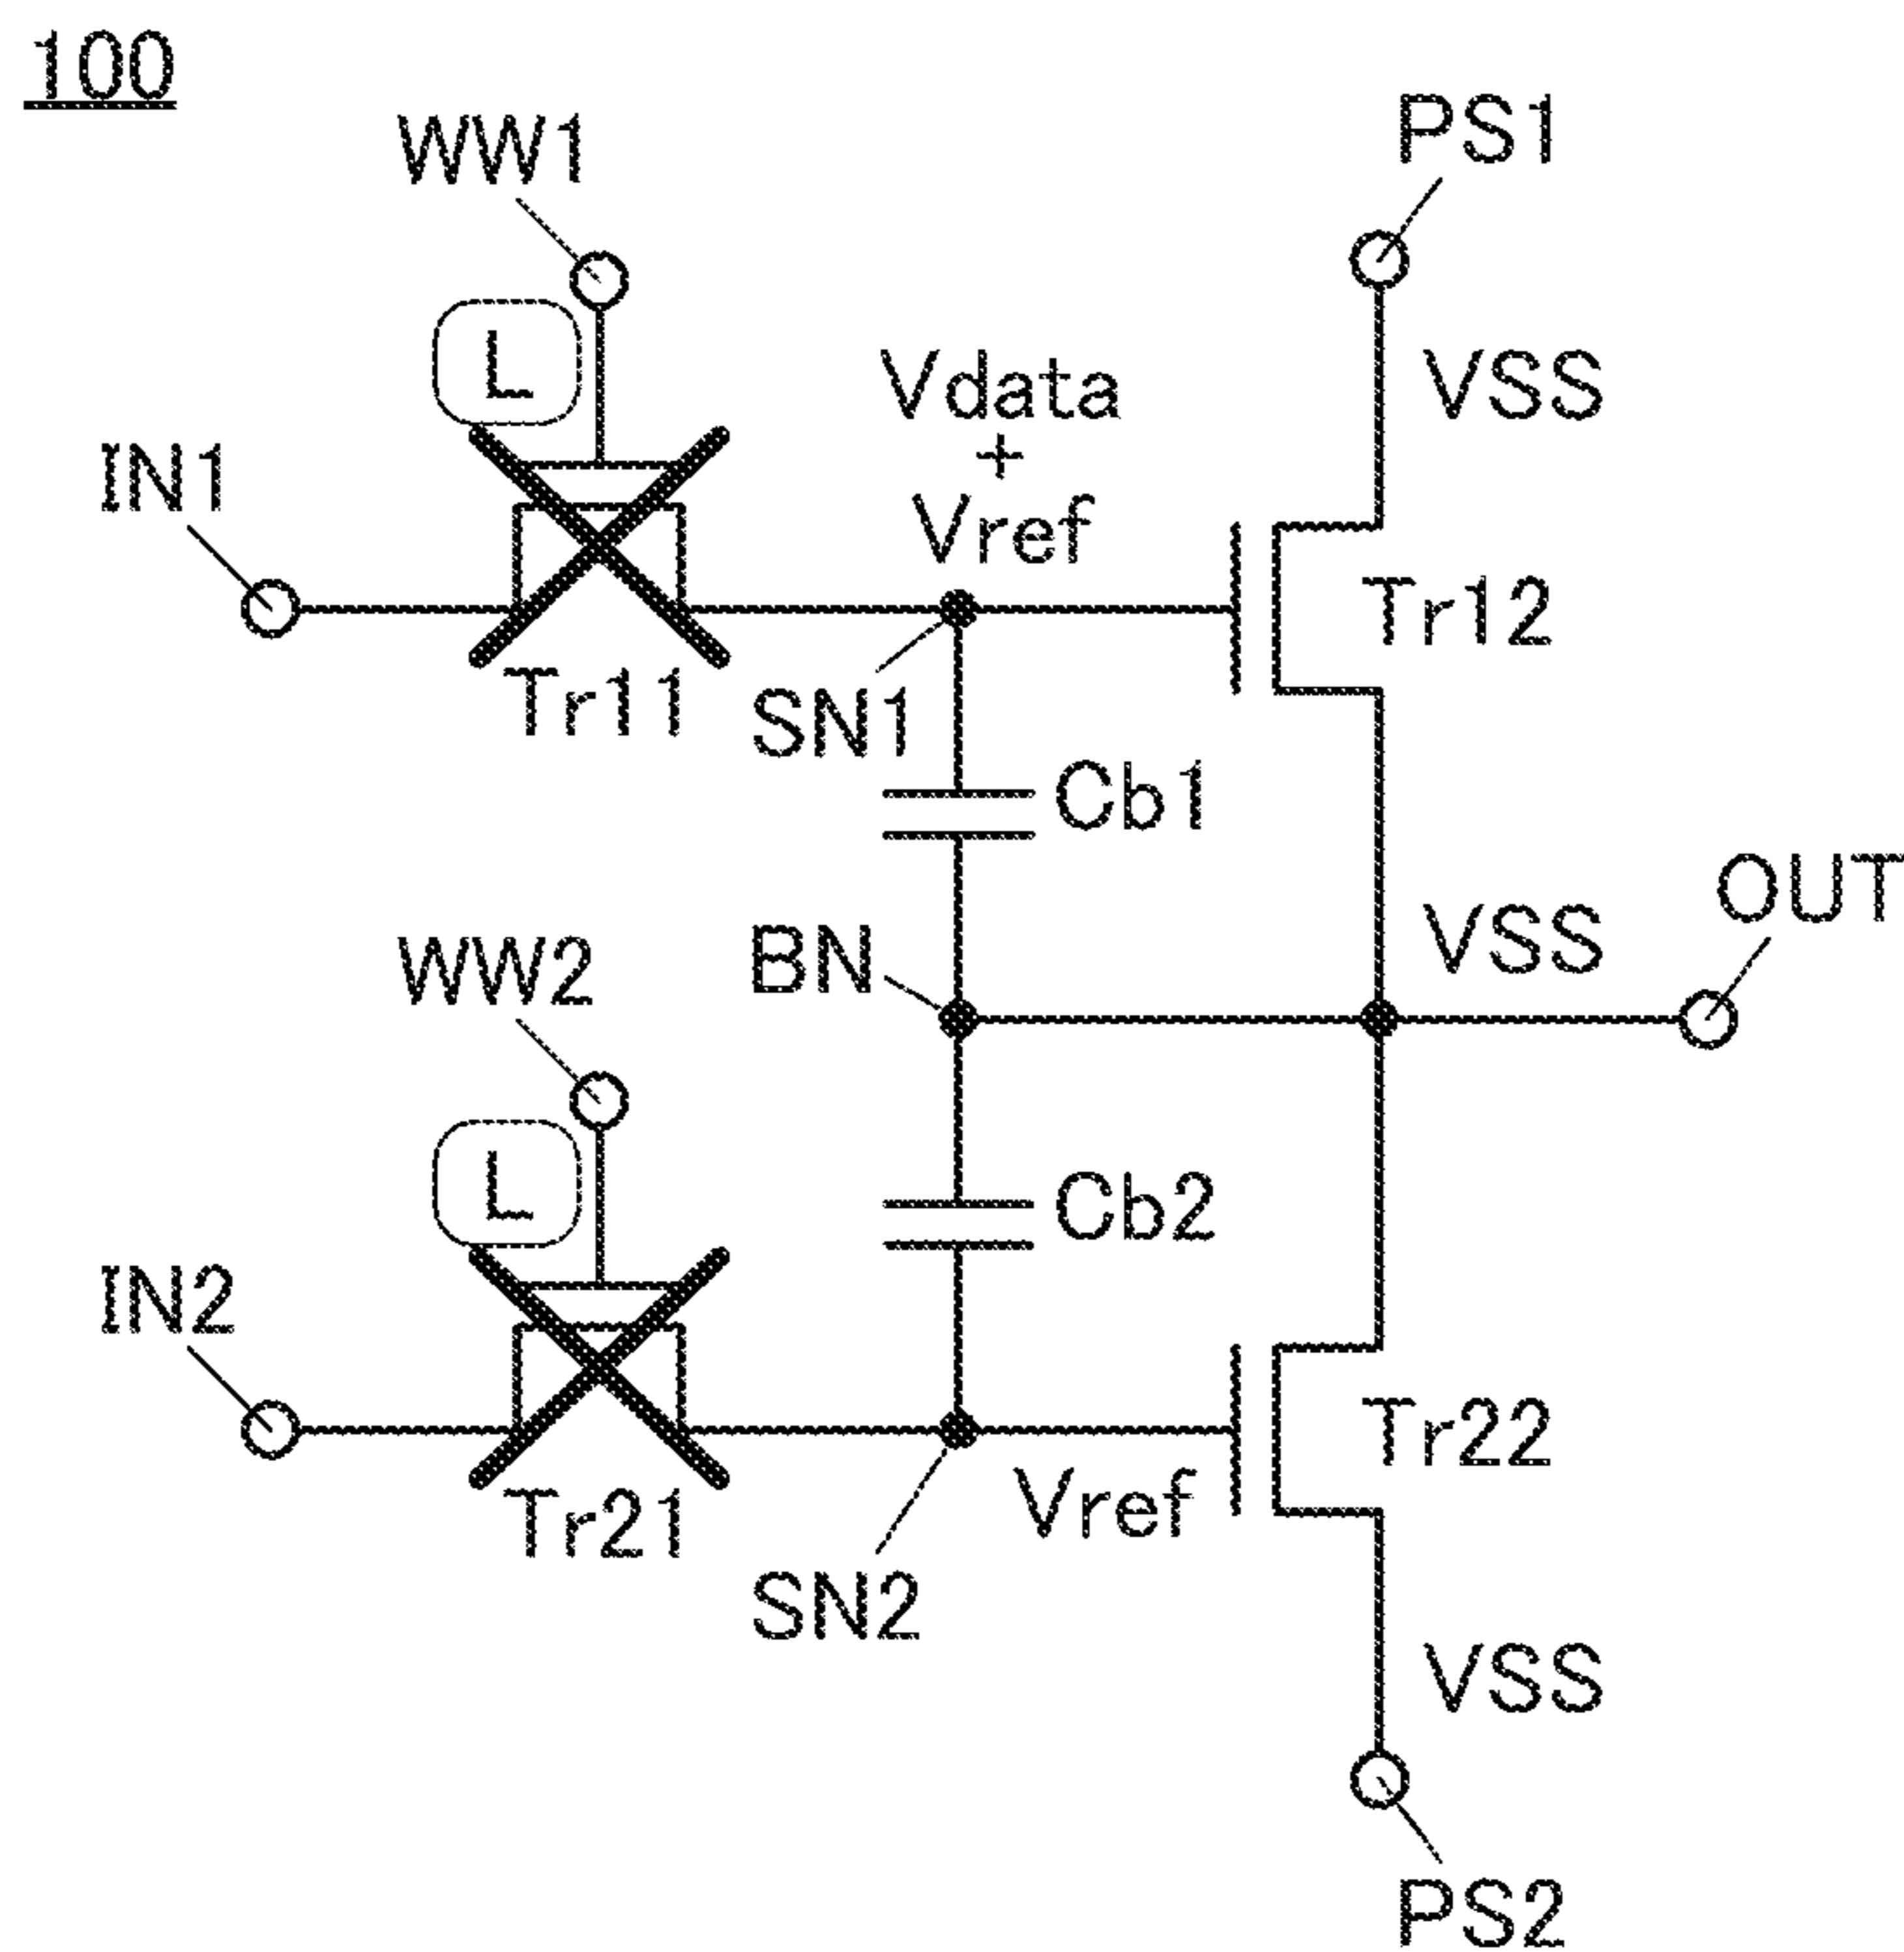 100
WW1
PS1
L
VSS
Vdata
+
Vref
IN1
Tr12
Tr11
SN1
Cb1
OUT
VSS
BN
WW2
L
Cb2
IN2
Tr22
Vref
Tr21
SN2
VSS
PS2